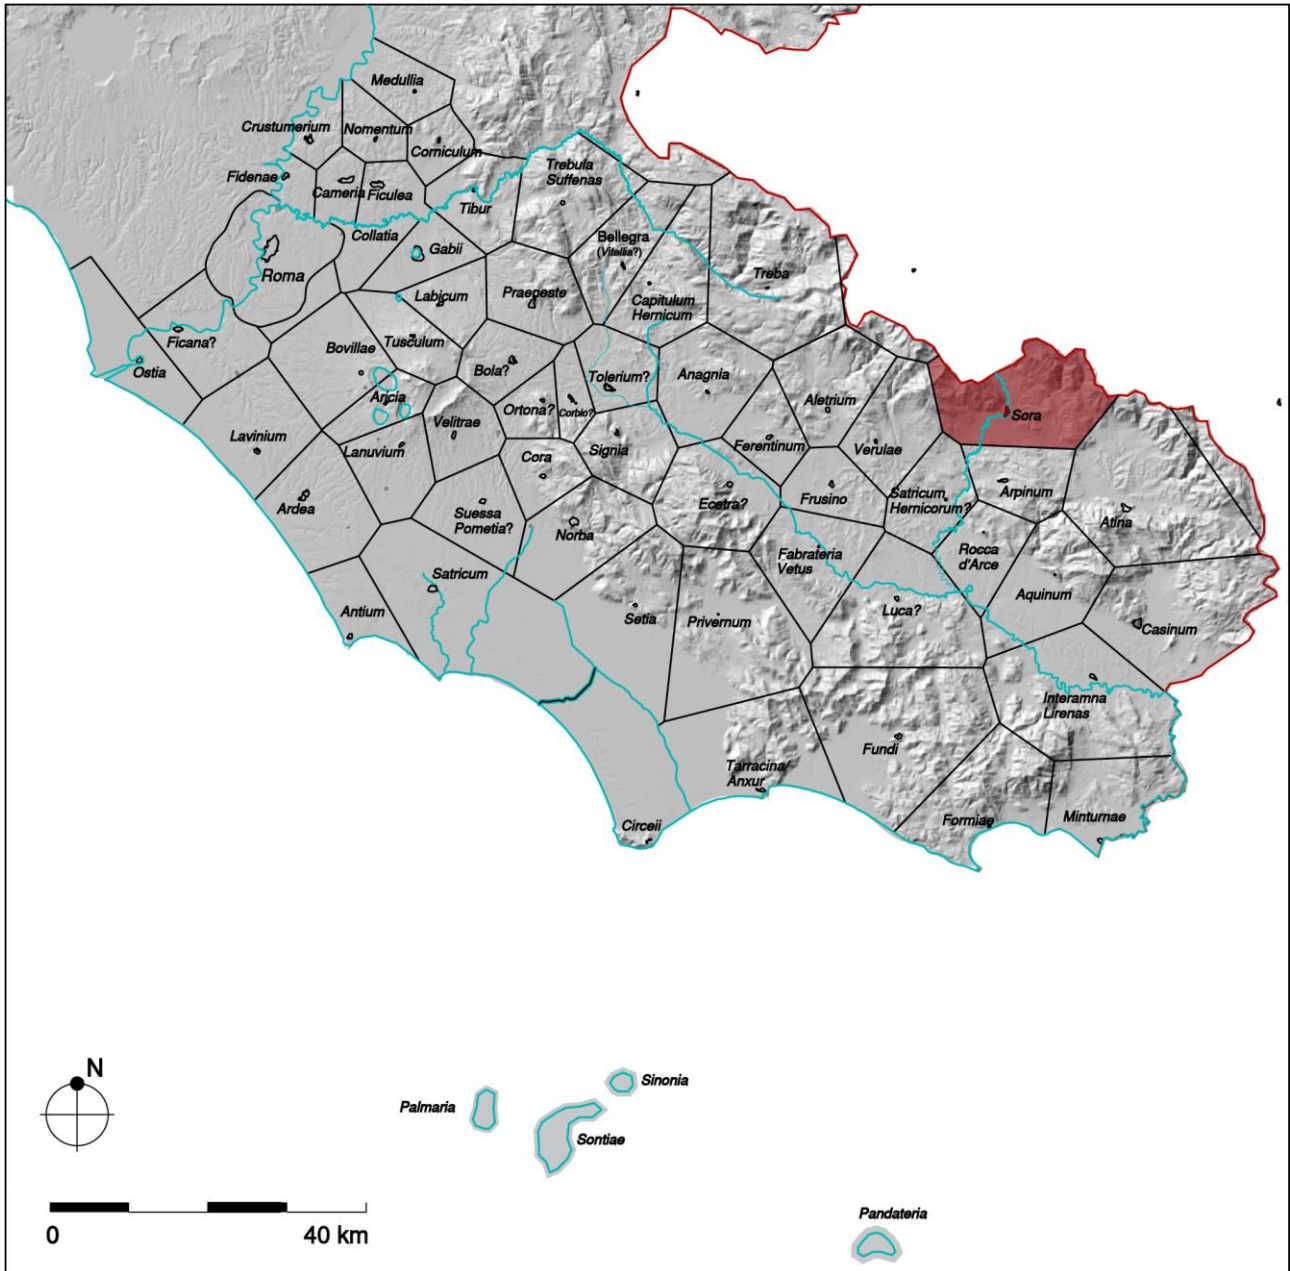 Medullia
Crustumerium
Nomentum
Corniculum
Fidenae
Cameria
Ficulea
Tibur
Trebula
Suffenas
Collatia
Gabii
Roma
Bellegra
(Vitellia?)
Treba
Labicum
Praeneste
Capitulum
Hernicum
Ficana?
Ostia
Bovillae
Tusculum
Bola?
Tolerium?
Anagnia
Aricia
Ortona?
Corbio?
Aletrium
Sora
Lavinium
Lanuvium
Velitrae
Cora
Signia
Ferentinum
Verulae
Ardea
Suessa
Pometia?
Norba
Ecetra?
Frusino
Satricum
Hernicorum?
Arpinum
Atina
Fabrateria
Vetus
Rocca
d'Arce
Satricum
Antium
Setia
Privernum
Luca?
Aquinum
Casinum
Interamna
Lirenas
Fundi
Tarracina/
Anxur
Circeii
Formiae
Minturnae
N
Palmaria
Sinonia
Sontiae
Pandateria
0
40 km